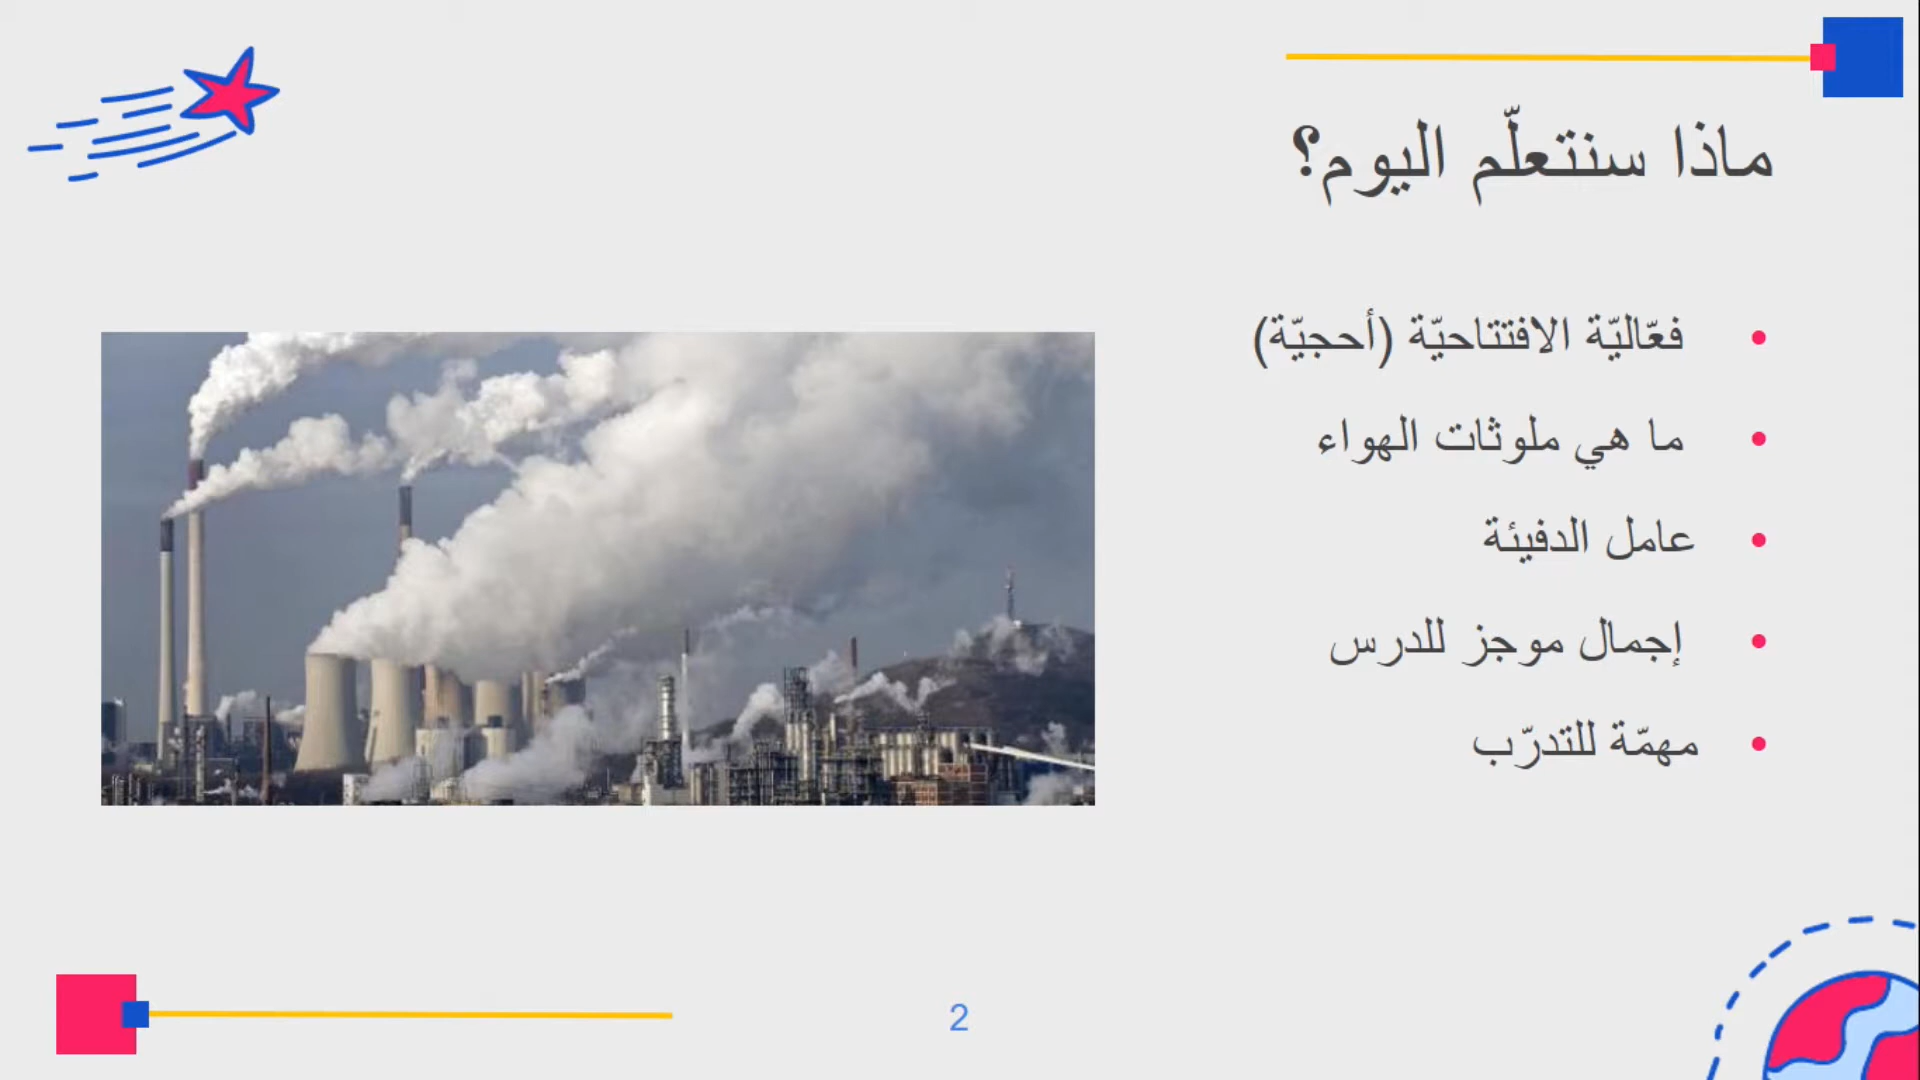 ماذا سنتعلّم اليوم؟
• فعّاليّة الافتتاحيّة (أحجيّة)
• ما هي ملوثات الهواء
• عامل الدفيئة
• إجمال موجز للدرس
• مهمّة للتدرّب
2